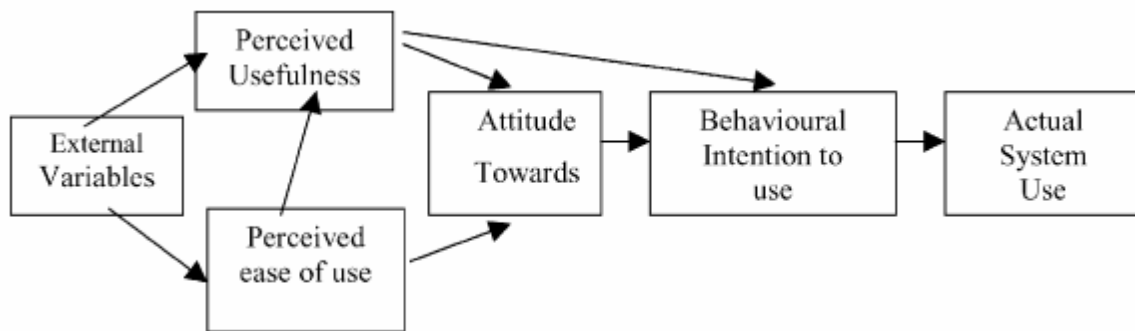 Perceived
Usefulness
External
Variables
Perceived
ease of use
Attitude
Towards
Behavioural
Intention to
use
Actual
System
Use